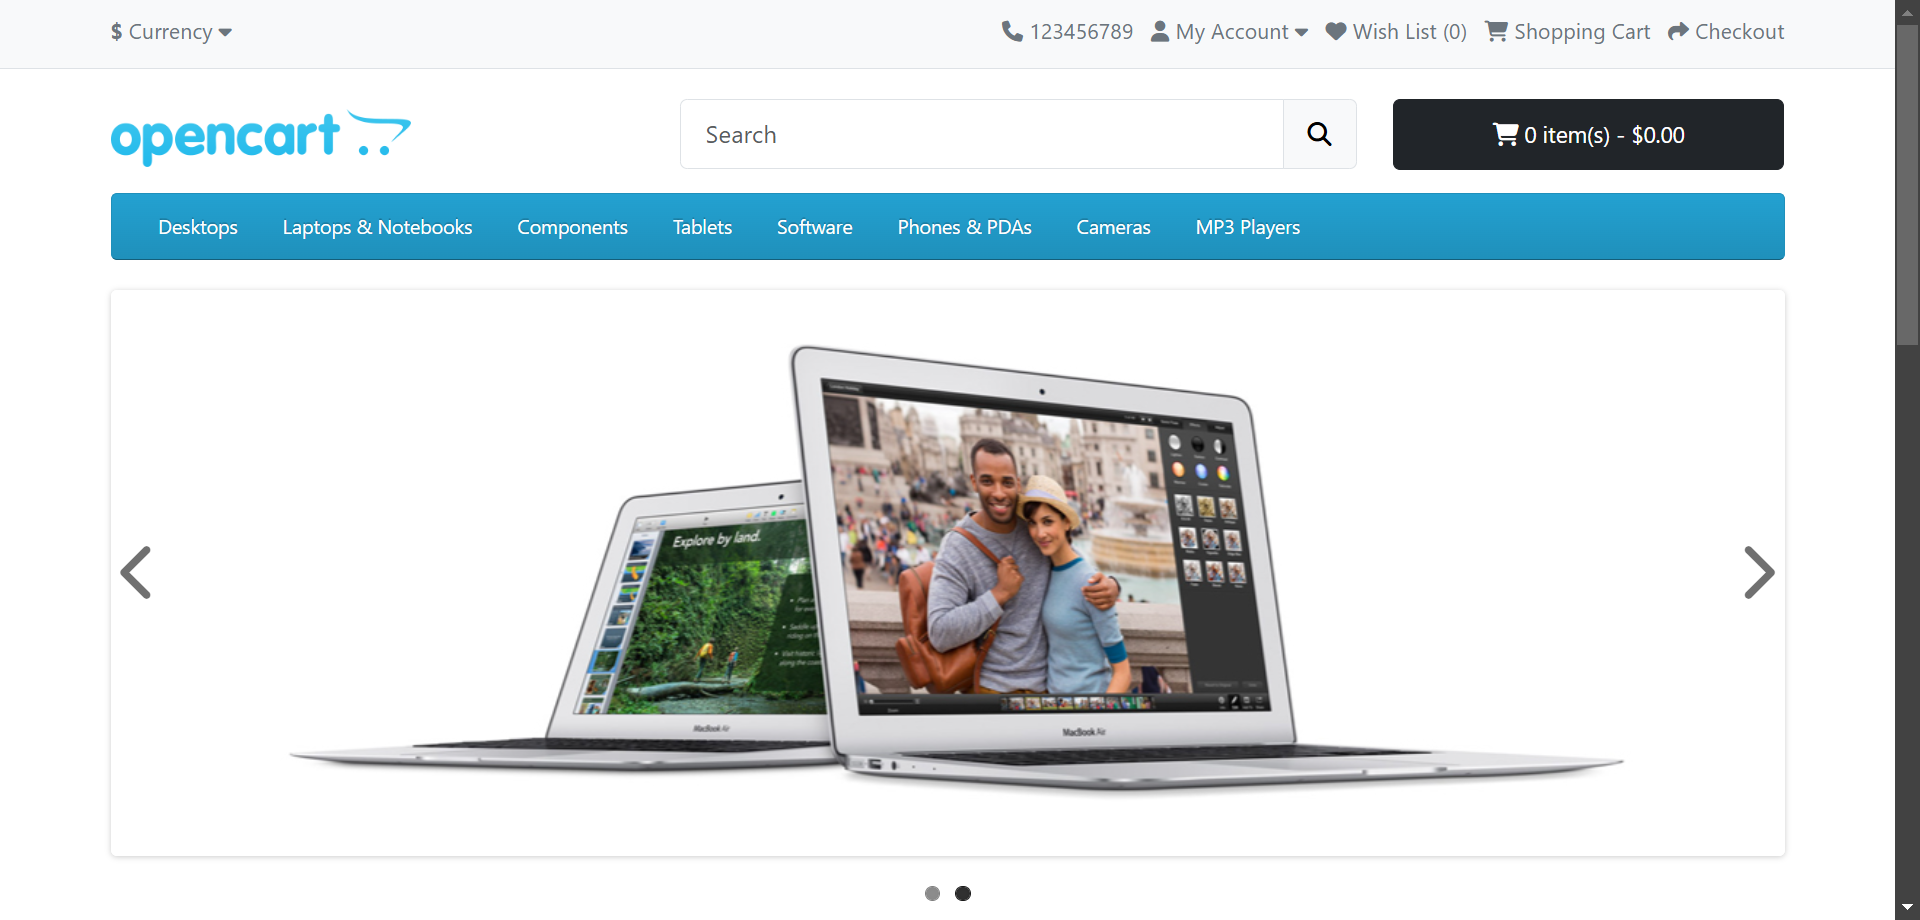 $ Currency
123456789 My Account Wish List (0) Shopping Cart Checkout
opencart
Search
0 item(s) - $0.00
Desktops Laptops & Notebooks Components Tablets Software Phones & PDAs Cameras MP3 Players
Explore by land.
MacBook Air
MacBook Air